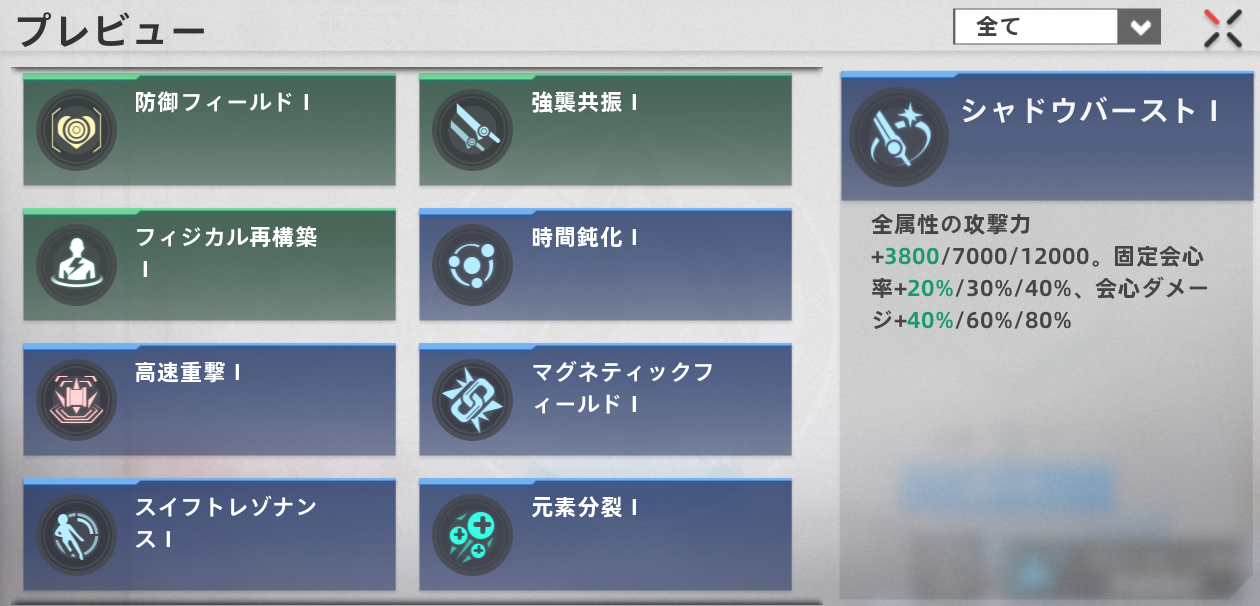 プレビュー
全て
防御フィールド I
強襲共振 I
フィジカル再構築
I
時間鈍化 I
高速重撃 I
マグネティックフ
ィールド I
スイフトレゾナン
ス I
元素分裂 I
シャドウバースト I
全属性の攻撃力
+3800/7000/12000。固定会心
率+20%/30%/40%、会心ダメー
ジ+40%/60%/80%